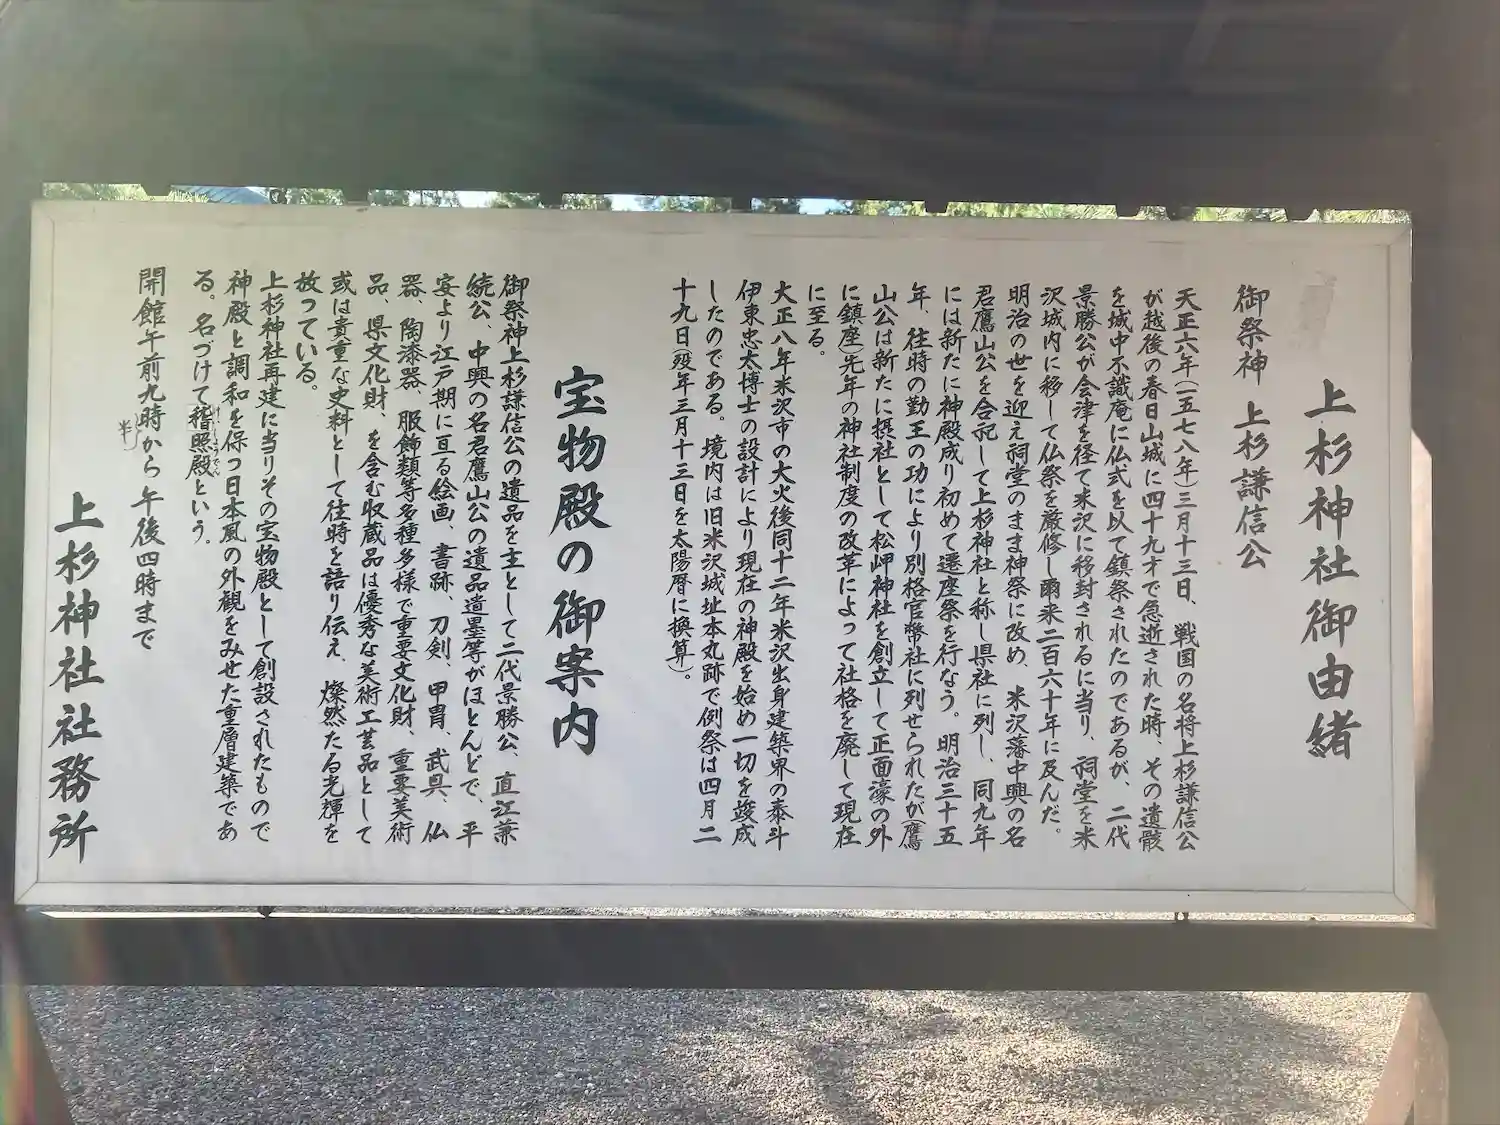 上杉神社御由緒
御祭神 上杉謙信公
天正六年(一五七八年)三月十三日、戦国の名将上杉謙信公
が越後の春日山城に四十九才で急逝された時、その遺骸
を城中不識庵に仏式を以て鎮祭されたのであるが、二代
景勝公が会津を径て米沢に移封されるに当り、祠堂を米
沢城内に移して仏祭を厳修し爾来二百六十年に及んだ。
明治の世を迎え祠堂のまま神祭に改め、米沢藩中興の名
君鷹山公を合祀して上杉神社と称し県社に列し、同九年
には新たに神殿成り初めて遷座祭を行なう。明治三十五
年、往時の勤王の功により別格官幣社に列せられたが(鷹
山公は新たに摂社として松岬神社を創立して正面濠の外
に鎮座)先年の神社制度の改革によって社格を廃して現在
に至る。
大正八年米沢市の大火後同十二年米沢出身建築界の泰斗
伊東忠太博士の設計により現在の神殿を始め一切を竣成
したのである。境内は旧米沢城址本丸跡で例祭は四月二
十九日(歿年三月十三日を太陽暦に換算)。
宝物殿の御案内
御祭神上杉謙信公の遺品を主として二代景勝公、直江兼
続公、中興の名君鷹山公の遺品遺墨等がほとんどで、平
安より江戸期に亘る絵画、書跡、刀剣、甲冑、武具、仏
器、陶漆器、服飾類等多種多様で重要文化財、重要美術
品、県文化財、を含む収蔵品は優秀な美術工芸品として
或は貴重な史料として往時を語り伝え、燦然たる光輝を
放っている。
上杉神社再建に当りその宝物殿として創設されたもので
神殿と調和を保つ日本風の外観をみせた重層建築であ
る。名づけて稽照殿という。
けいしょうでん
開館午前九時から午後四時まで
半
上杉神社社務所